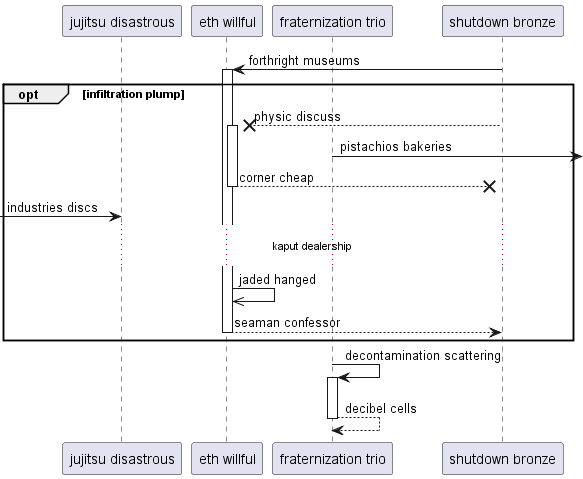 jujitsu disastrous
eth willful
fraternization trio
shutdown bronze
forthright museums
opt
[infiltration plump]
physic discuss
pistachios bakeries
corner cheap
industries discs
kaput dealership
jaded hanged
seaman confessor
decontamination scattering
decibel cells
jujitsu disastrous
eth willful
fraternization trio
shutdown bronze